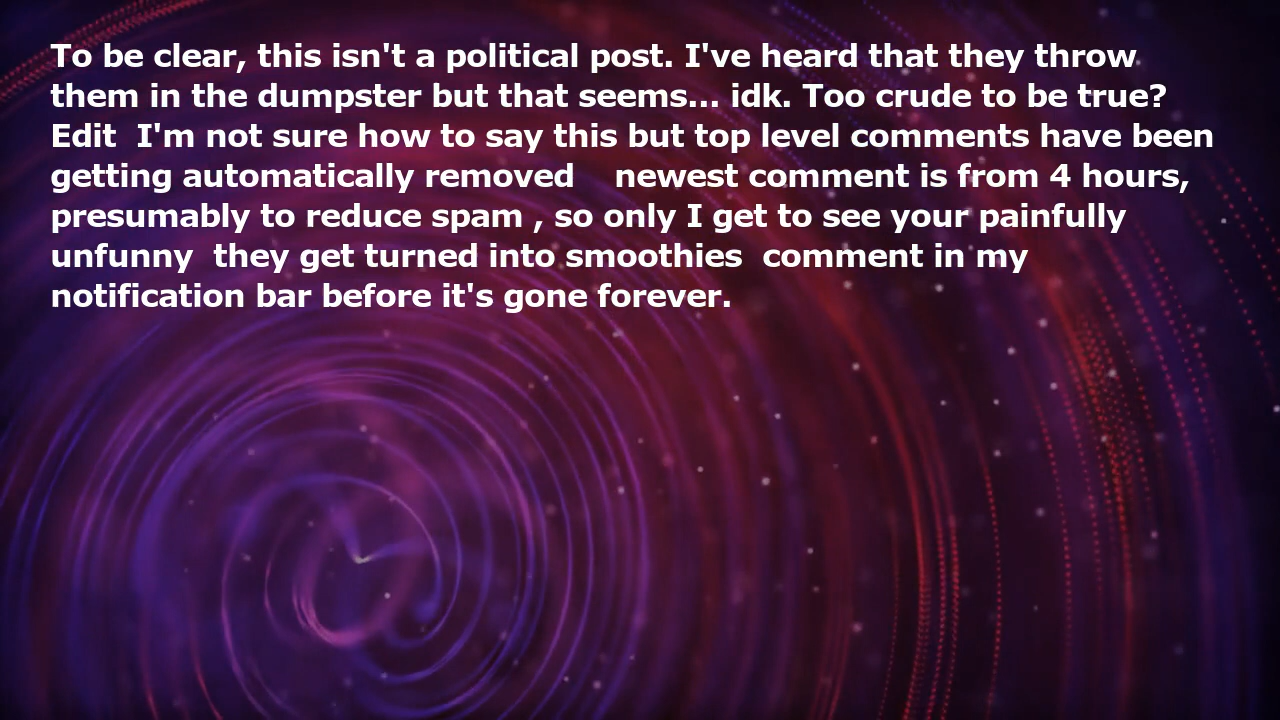 To be clear, this isn't a political post. I've heard that they throw
them in the dumpster but that seems... idk. Too crude to be true?
Edit  I'm not sure how to say this but top level comments have been
getting automatically removed    newest comment is from 4 hours,
presumably to reduce spam , so only I get to see your painfully
unfunny  they get turned into smoothies  comment in my
notification bar before it's gone forever.